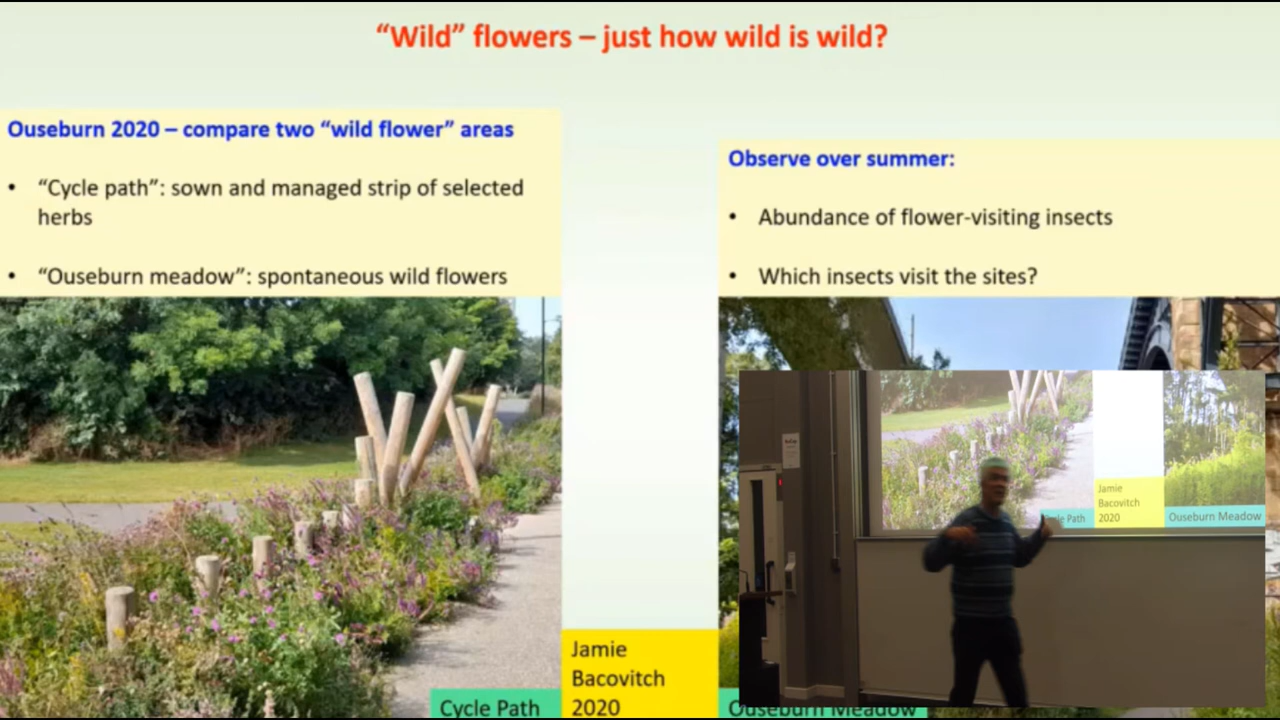 “Wild” flowers – just how wild is wild?
Ouseburn 2020 – compare two “wild flower” areas
• “Cycle path”: sown and managed strip of selected
herbs
• “Ouseburn meadow”: spontaneous wild flowers
Observe over summer:
• Abundance of flower-visiting insects
• Which insects visit the sites?
Jamie
Bacovitch
2020
Cycle Path
Ouseburn Meadow
Jamie
Bacovitch
2020
Path
Ouseburn Meadow